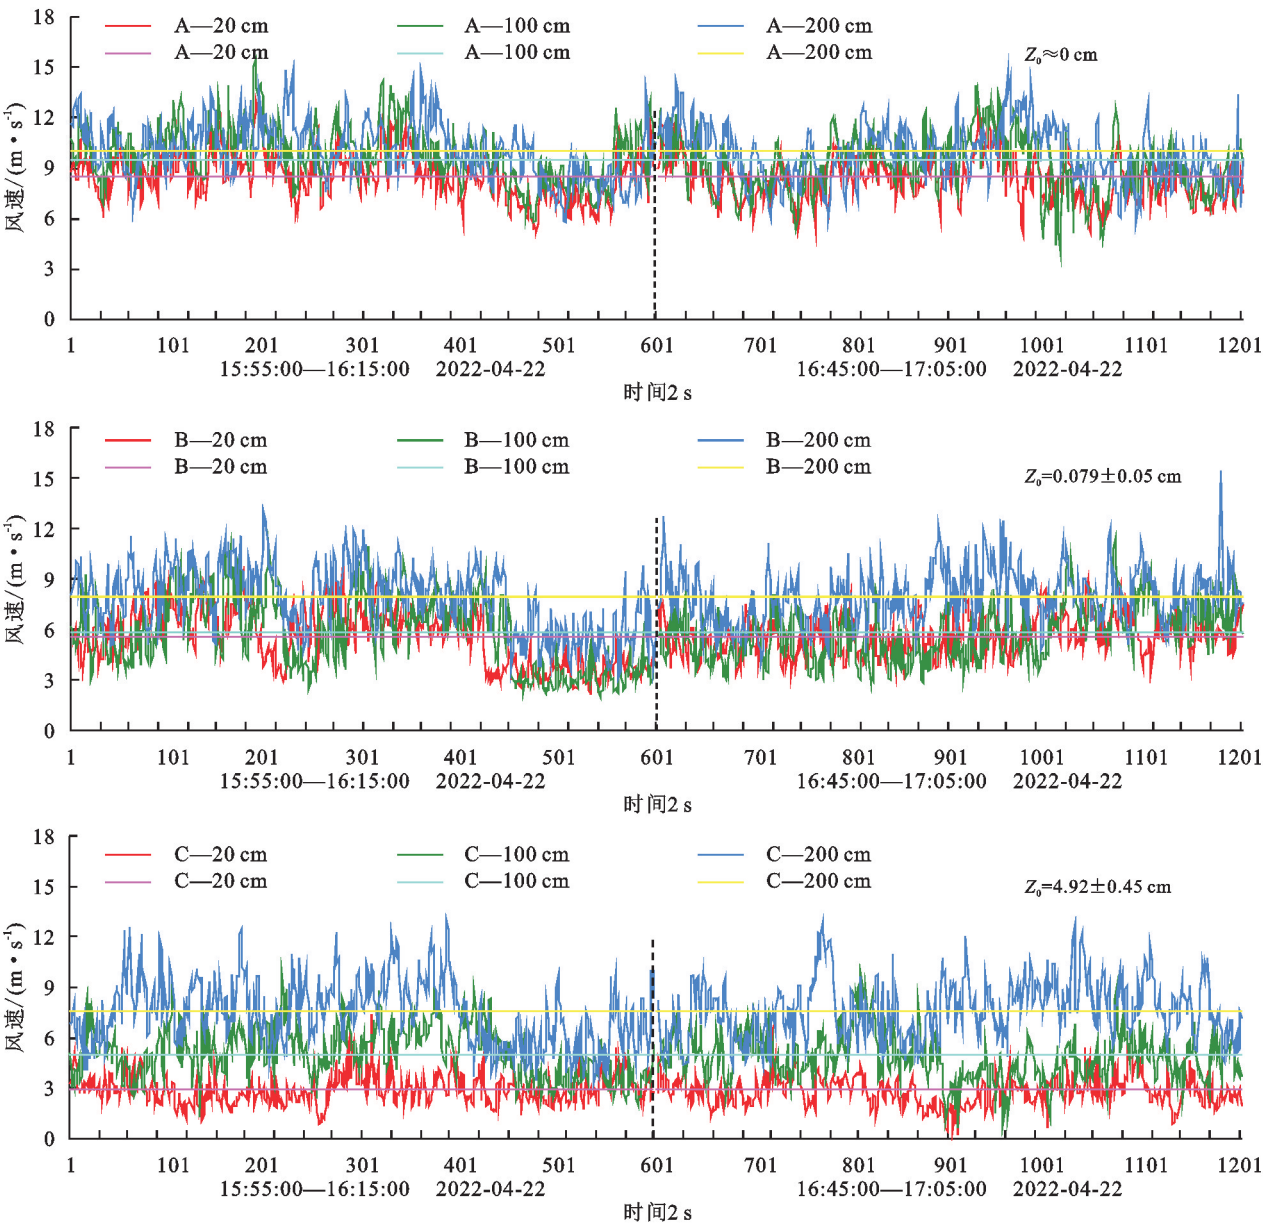 18
A—20 cm A—100 cm A—200 cm
A—20 cm A—100 cm A—200 cm
Z₀≈0 cm
15
12
9
6
3
0
风速/(m·s⁻¹)
1 101 201 301 401 501 601 701 801 901 1001 1101 1201
15:55:00—16:15:00 2022-04-22 16:45:00—17:05:00 2022-04-22
时间2 s
18
B—20 cm B—100 cm B—200 cm
B—20 cm B—100 cm B—200 cm
Z₀=0.079±0.05 cm
15
12
9
6
3
0
风速/(m·s⁻¹)
1 101 201 301 401 501 601 701 801 901 1001 1101 1201
15:55:00—16:15:00 2022-04-22 16:45:00—17:05:00 2022-04-22
时间2 s
18
C—20 cm C—100 cm C—200 cm
C—20 cm C—100 cm C—200 cm
Z₀=4.92±0.45 cm
15
12
9
6
3
0
风速/(m·s⁻¹)
1 101 201 301 401 501 601 701 801 901 1001 1101 1201
15:55:00—16:15:00 2022-04-22 16:45:00—17:05:00 2022-04-22
时间2 s